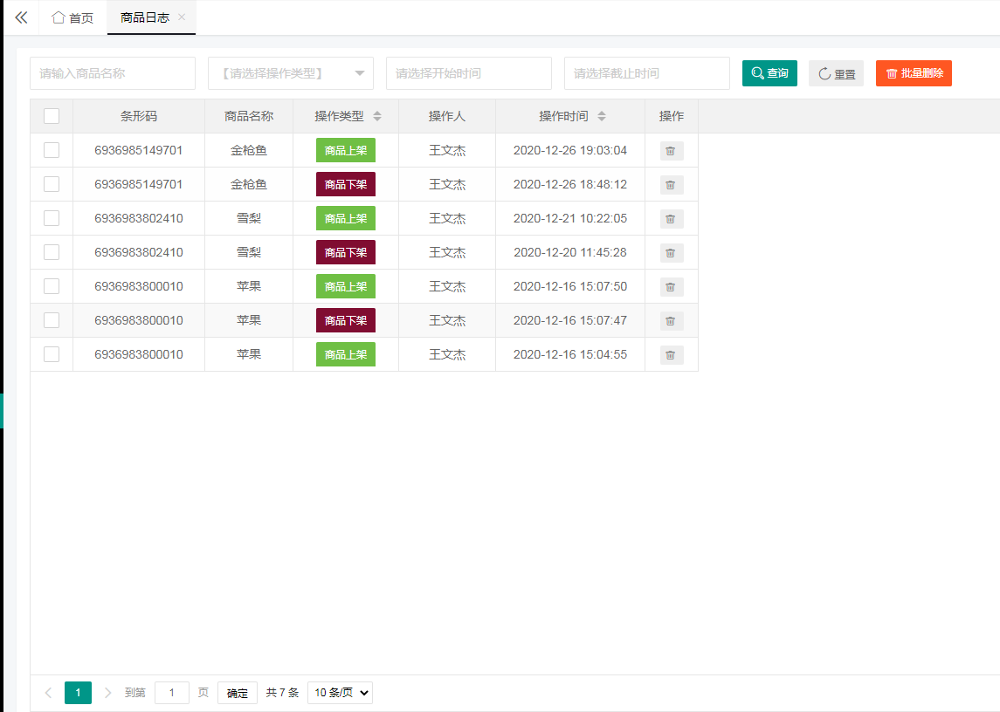 首页 商品日志
请输入商品名称 【请选择操作类型】 请选择开始时间 请选择截止时间 查询 重置 批量删除
条形码 商品名称 操作类型 操作人 操作时间 操作
6936985149701 金枪鱼 商品上架 王文杰 2020-12-26 19:03:04
6936985149701 金枪鱼 商品下架 王文杰 2020-12-26 18:48:12
6936983802410 雪梨 商品上架 王文杰 2020-12-21 10:22:05
6936983802410 雪梨 商品下架 王文杰 2020-12-20 11:45:28
6936983800010 苹果 商品上架 王文杰 2020-12-16 15:07:50
6936983800010 苹果 商品下架 王文杰 2020-12-16 15:07:47
6936983800010 苹果 商品上架 王文杰 2020-12-16 15:04:55
1 到第 1 页 确定 共 7 条 10 条/页